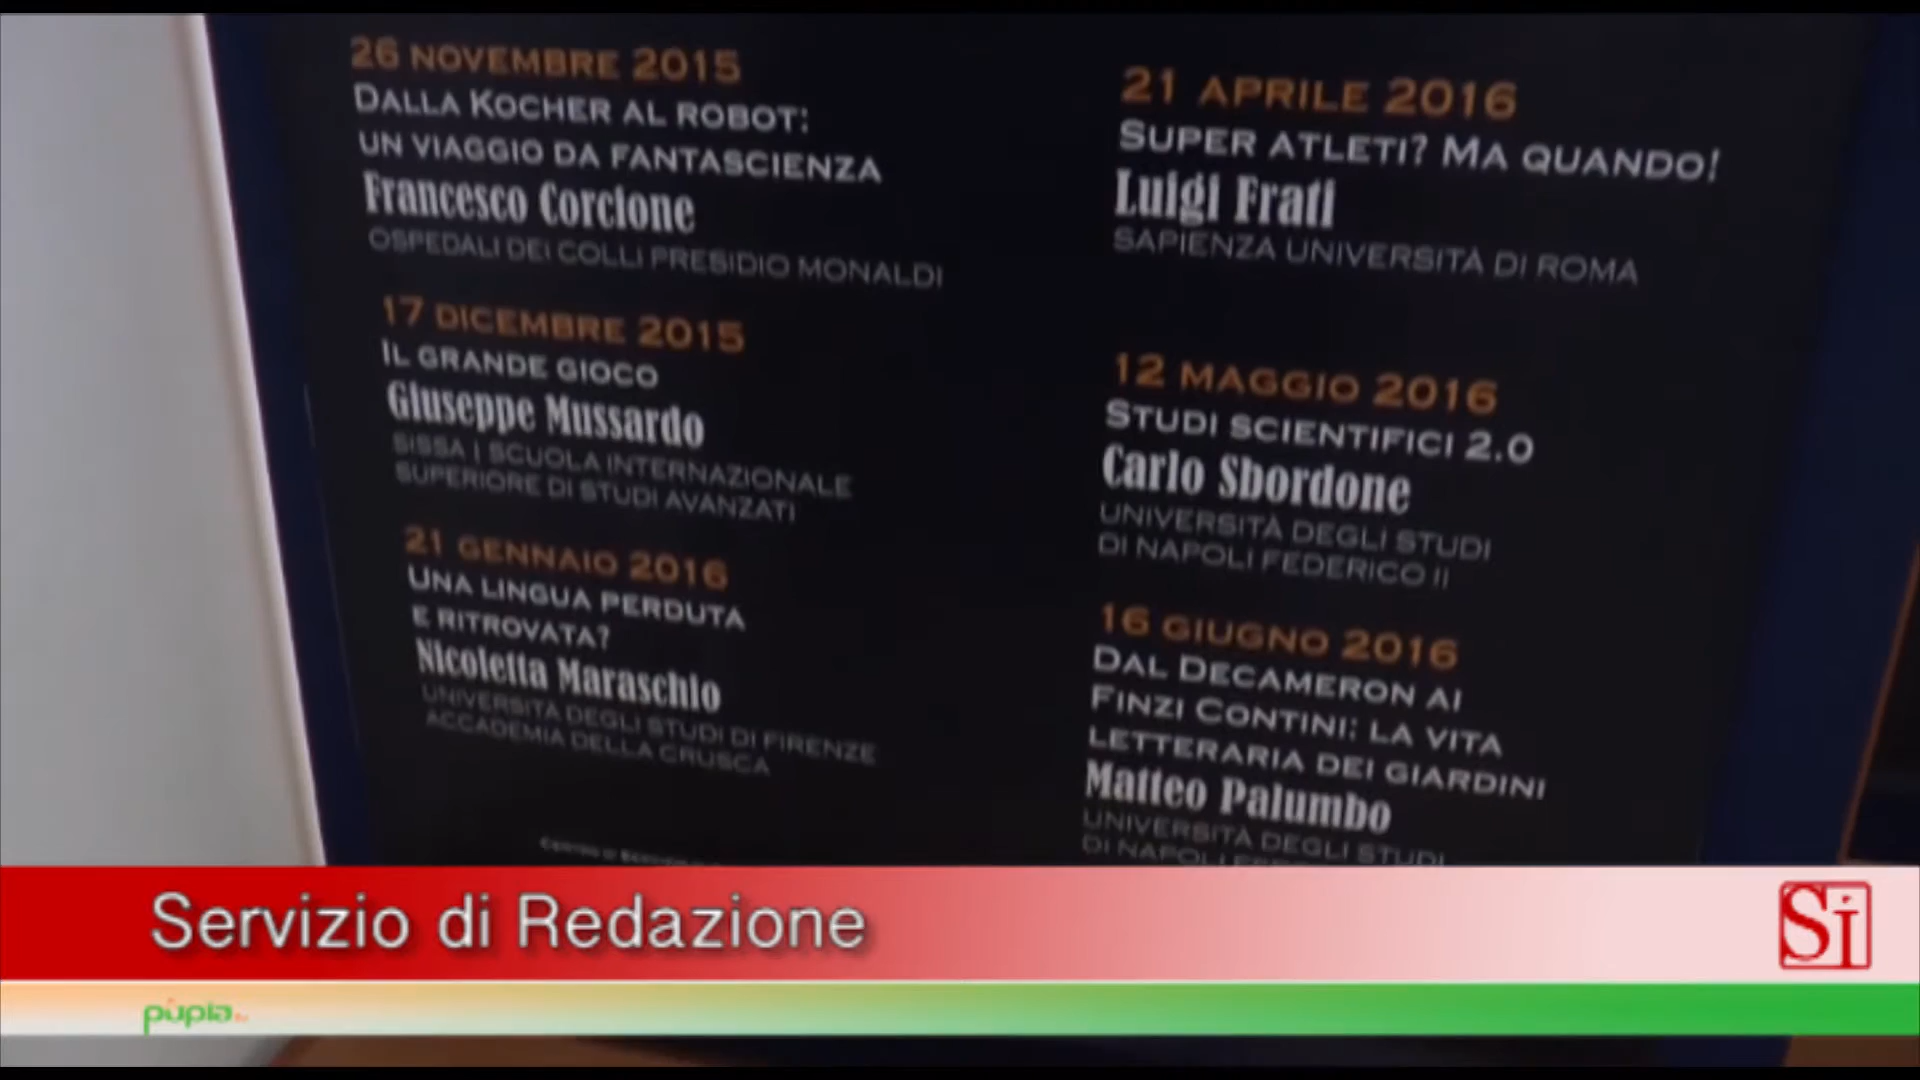 26 NOVEMBRE 2015
DALLA KOCHER AL ROBOT:
UN VIAGGIO DA FANTASCIENZA
Francesco Corcione
OSPEDALI DEI COLLI PRESIDIO MONALDI
17 DICEMBRE 2015
IL GRANDE GIOCO
Giuseppe Mussardo
SISSA | SCUOLA INTERNAZIONALE
SUPERIORE DI STUDI AVANZATI
21 GENNAIO 2016
UNA LINGUA PERDUTA
E RITROVATA?
Nicoletta Maraschio
UNIVERSITÀ DEGLI STUDI DI FIRENZE
ACCADEMIA DELLA CRUSCA
21 APRILE 2016
SUPER ATLETI? MA QUANDO!
Luigi Frati
SAPIENZA UNIVERSITÀ DI ROMA
12 MAGGIO 2016
STUDI SCIENTIFICI 2.0
Carlo Sbordone
UNIVERSITÀ DEGLI STUDI
DI NAPOLI FEDERICO II
16 GIUGNO 2016
DAL DECAMERON AI
FINZI CONTINI: LA VITA
LETTERARIA DEI GIARDINI
Matteo Palumbo
UNIVERSITÀ DEGLI STUDI
DI NAPOLI
Servizio di Redazione
Sì
pupia